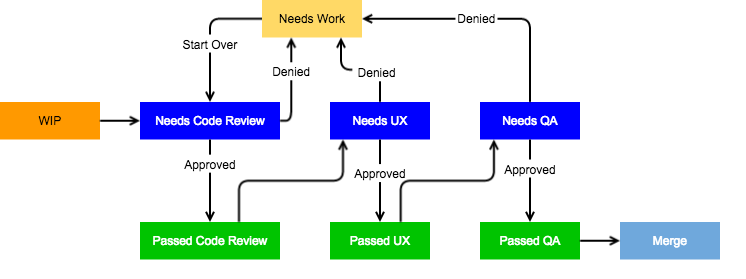 Needs Work
Denied
Start Over
Denied
Denied
WIP
Needs Code Review
Needs UX
Needs QA
Approved
Approved
Approved
Passed Code Review
Passed UX
Passed QA
Merge